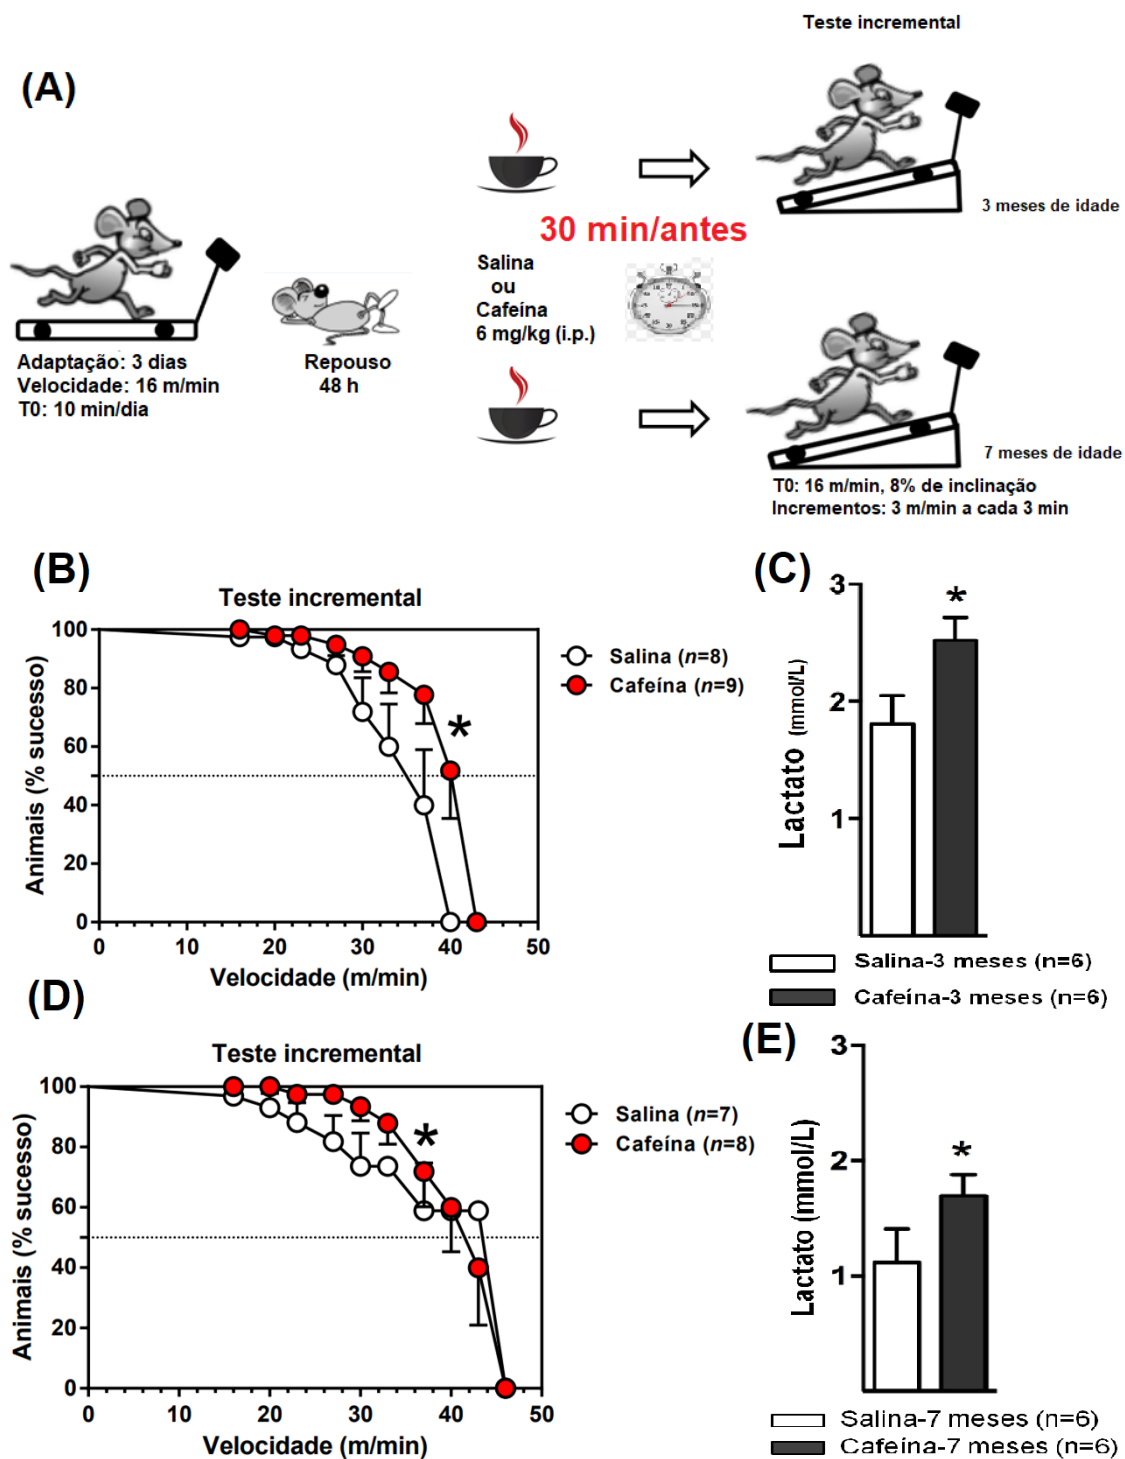 (A)
Teste incremental
3 meses de idade
30 min/antes
Salina
ou
Cafeína
6 mg/kg (i.p.)
Adaptação: 3 dias
Velocidade: 16 m/min
T0: 10 min/dia
Repouso
48 h
7 meses de idade
T0: 16 m/min, 8% de inclinação
Incrementos: 3 m/min a cada 3 min
(B)
Teste incremental
Animais (% sucesso)
100
80
60
40
20
0
0 10 20 30 40 50
Velocidade (m/min)
*
Salina (n=8)
Cafeína (n=9)
(C)
Lactato (mmol/L)
3
2
1
*
Salina-3 meses (n=6)
Cafeína-3 meses (n=6)
(D)
Teste incremental
Animais (% sucesso)
100
80
60
40
20
0
0 10 20 30 40 50
Velocidade (m/min)
*
Salina (n=7)
Cafeína (n=8)
(E)
Lactato (mmol/L)
3
2
1
*
Salina-7 meses (n=6)
Cafeína-7 meses (n=6)